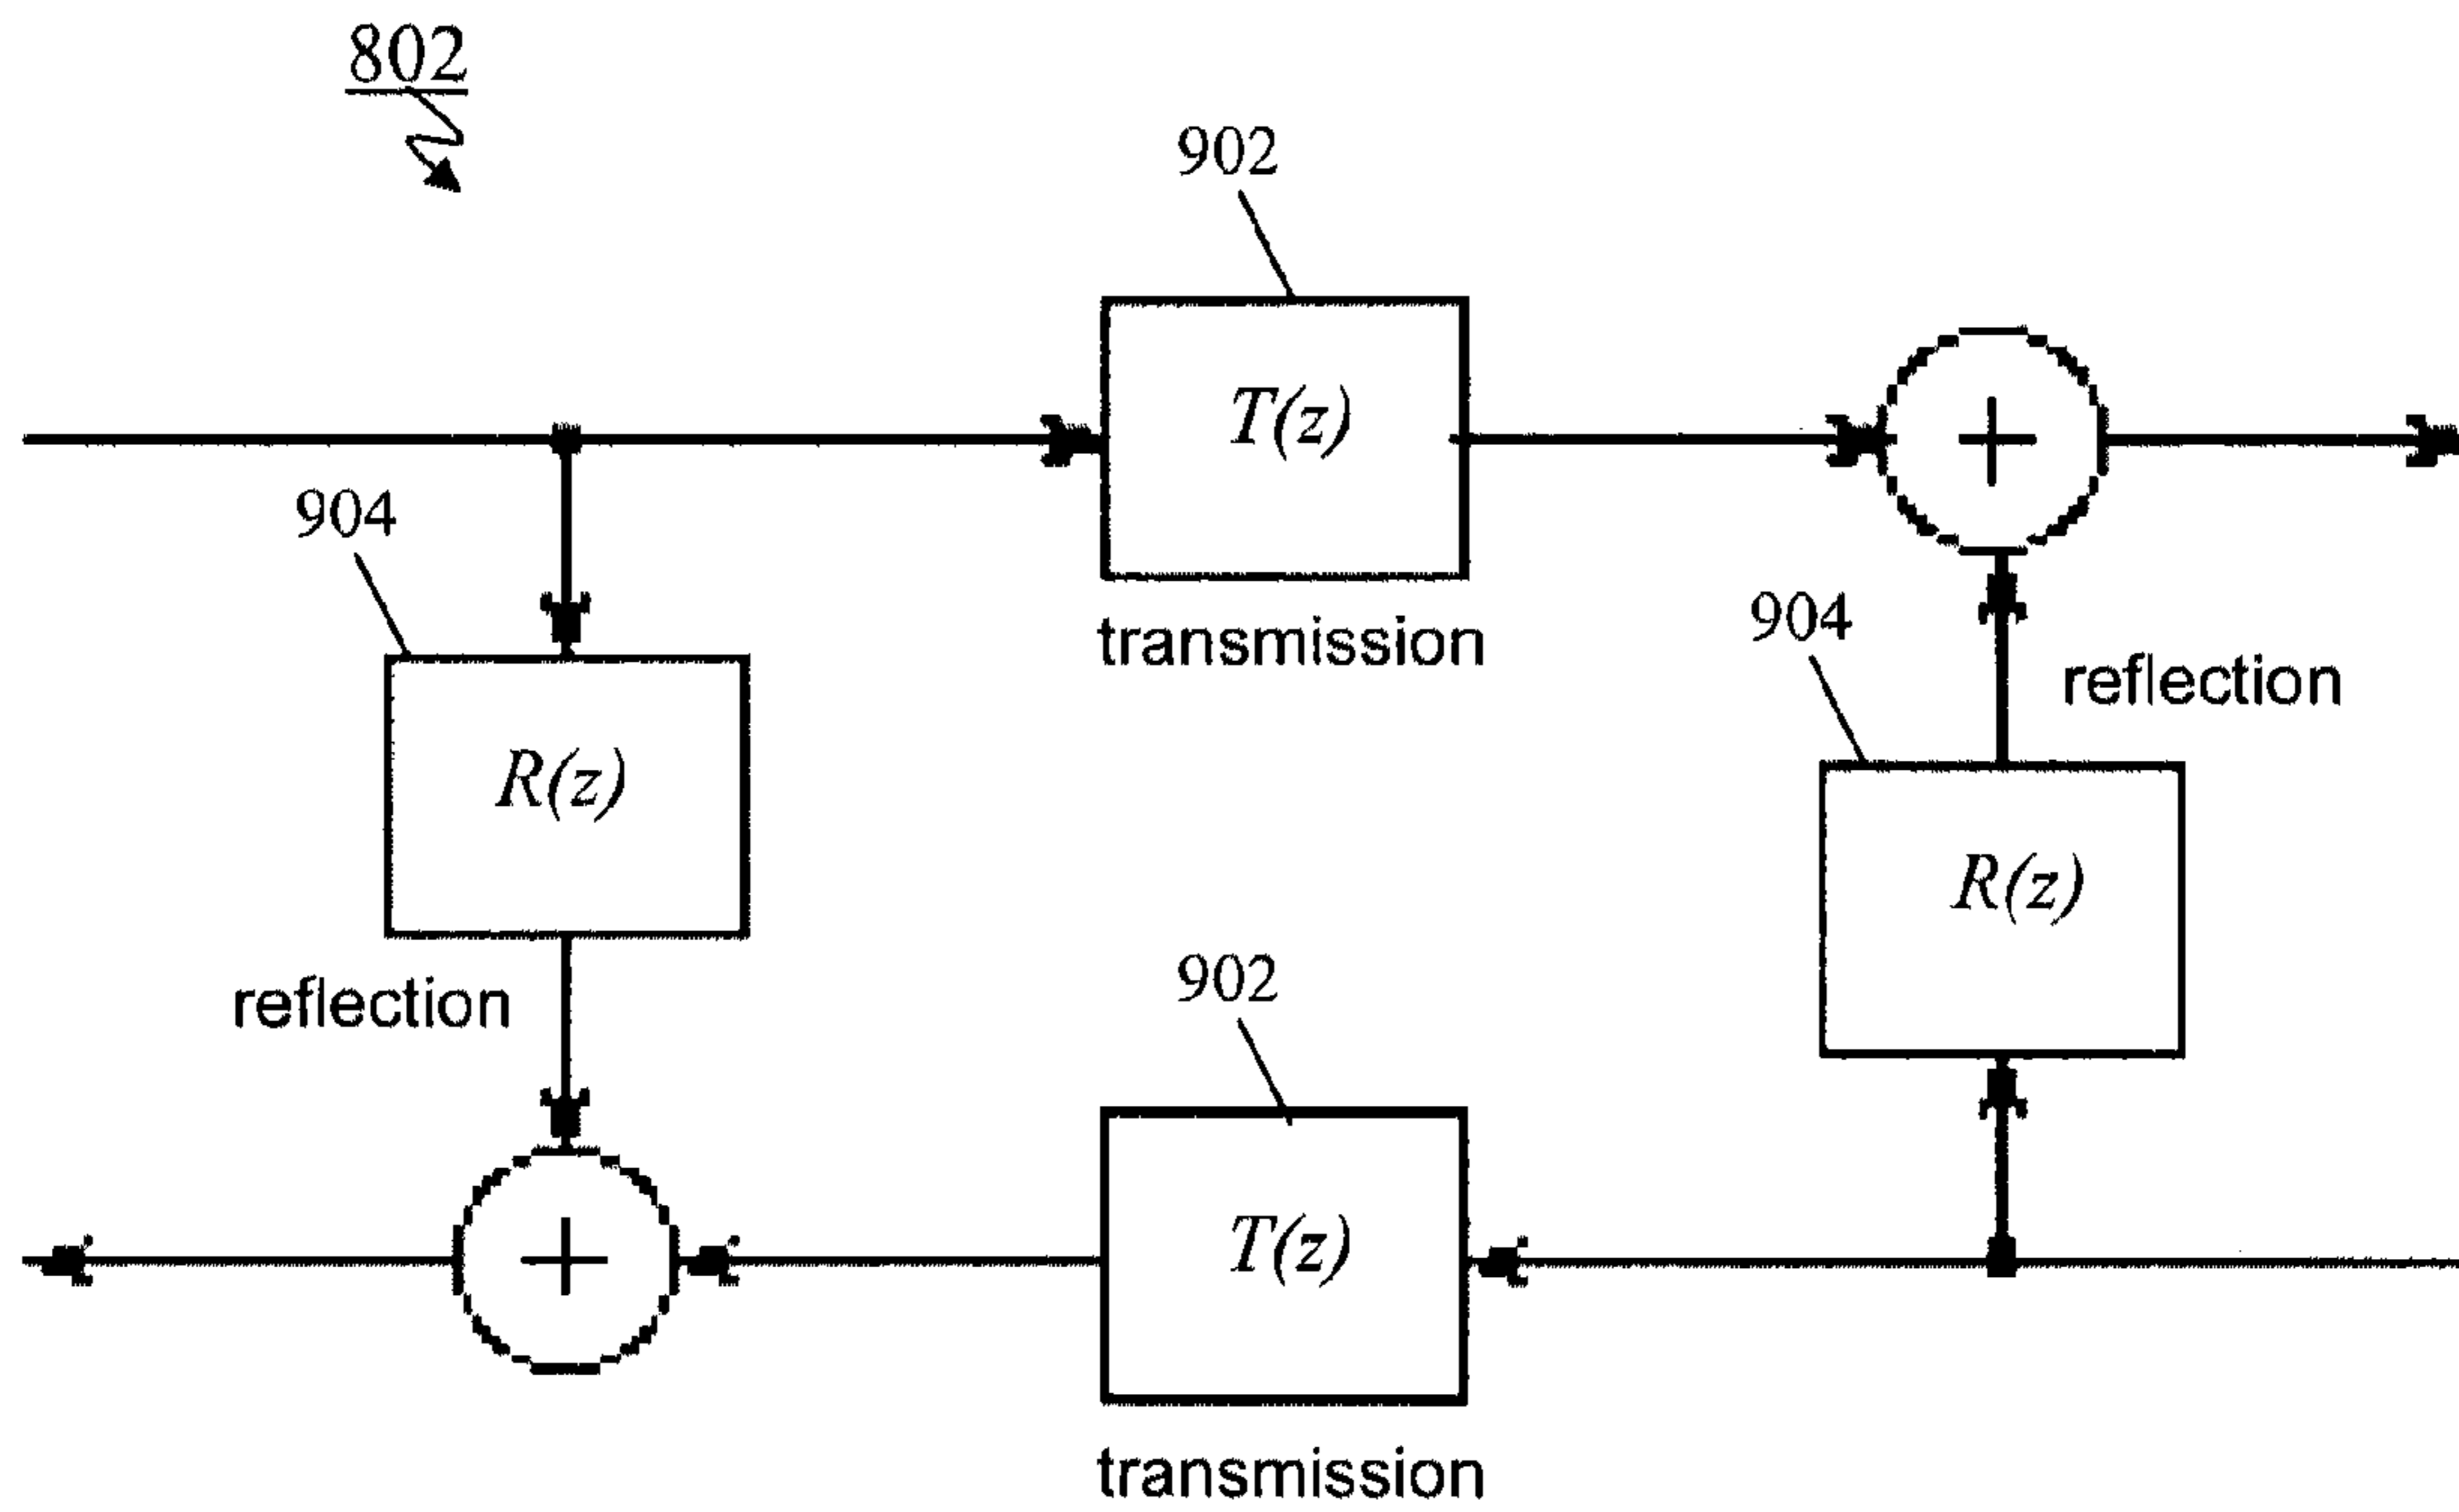 802
902
T(z)
904
transmission
904
reflection
R(z)
R(z)
reflection
902
T(z)
transmission